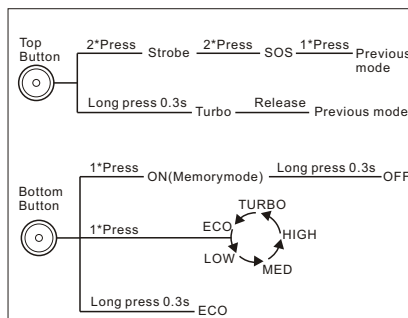 Top
Button
2*Press
Strobe
2*Press
SOS
1*Press
Previous
mode
Long press 0.3s
Turbo
Release
Previous mode
Bottom
Button
1*Press
ON(Memorymode)
Long press 0.3s
OFF
1*Press
TURBO
ECO
HIGH
LOW
MED
Long press 0.3s
ECO